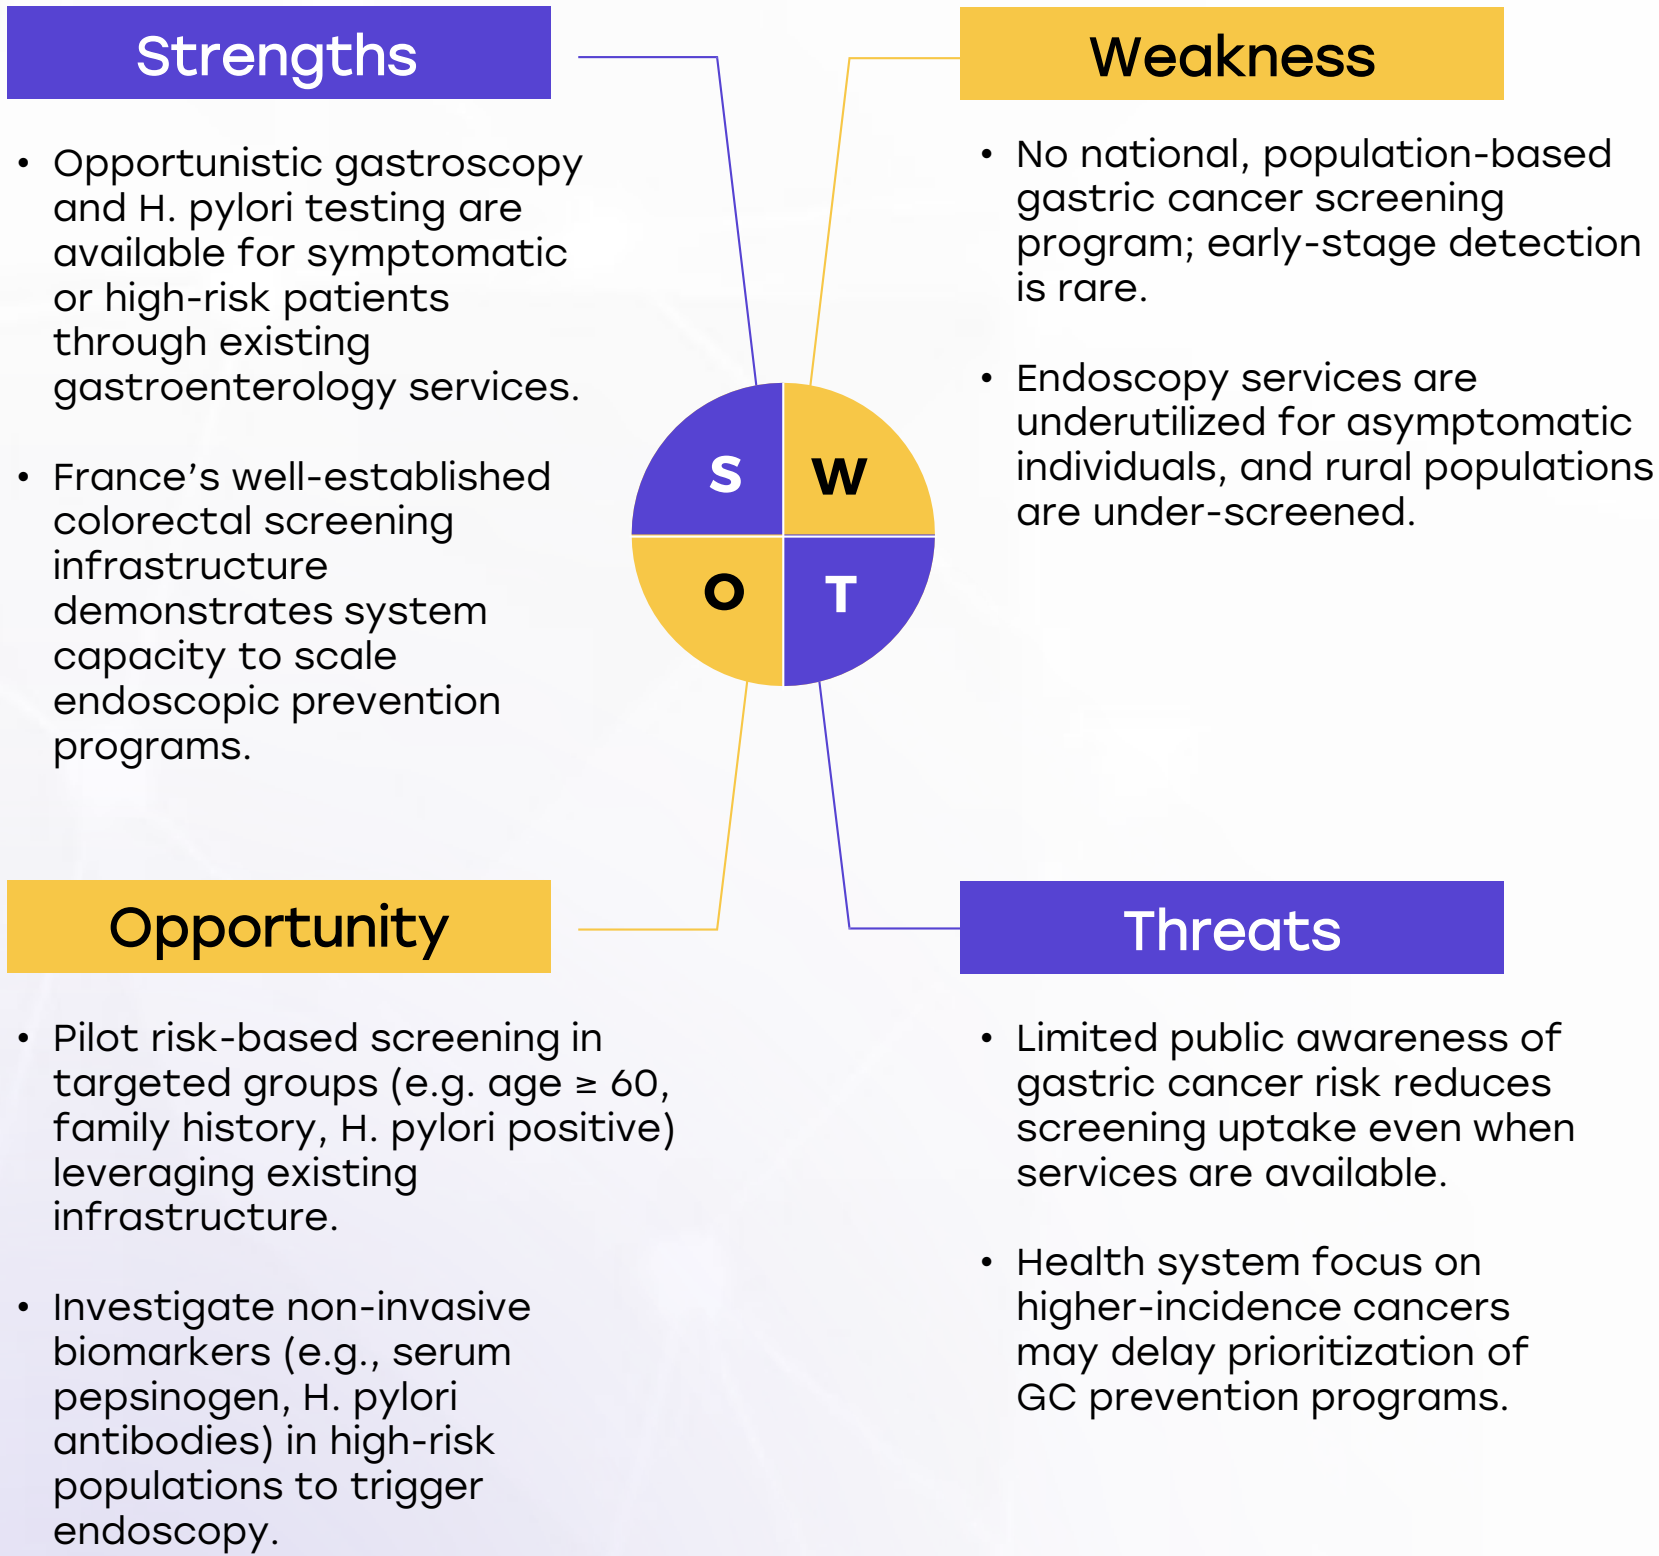 Strengths
• Opportunistic gastroscopy
and H. pylori testing are
available for symptomatic
or high-risk patients
through existing
gastroenterology services.
• France’s well-established
colorectal screening
infrastructure
demonstrates system
capacity to scale
endoscopic prevention
programs.
Weakness
• No national, population-based
gastric cancer screening
program; early-stage detection
is rare.
• Endoscopy services are
underutilized for asymptomatic
individuals, and rural populations
are under-screened.
S W
O T
Opportunity
• Pilot risk-based screening in
targeted groups (e.g. age ≥ 60,
family history, H. pylori positive)
leveraging existing
infrastructure.
• Investigate non-invasive
biomarkers (e.g., serum
pepsinogen, H. pylori
antibodies) in high-risk
populations to trigger
endoscopy.
Threats
• Limited public awareness of
gastric cancer risk reduces
screening uptake even when
services are available.
• Health system focus on
higher-incidence cancers
may delay prioritization of
GC prevention programs.